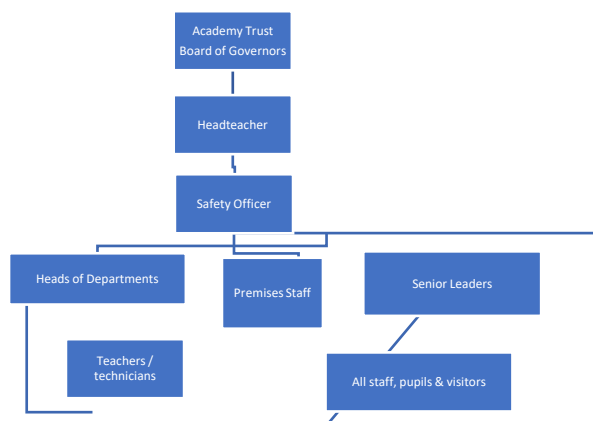 Academy Trust
Board of Governors
Headteacher
Safety Officer
Heads of Departments
Premises Staff
Senior Leaders
Teachers /
technicians
All staff, pupils & visitors